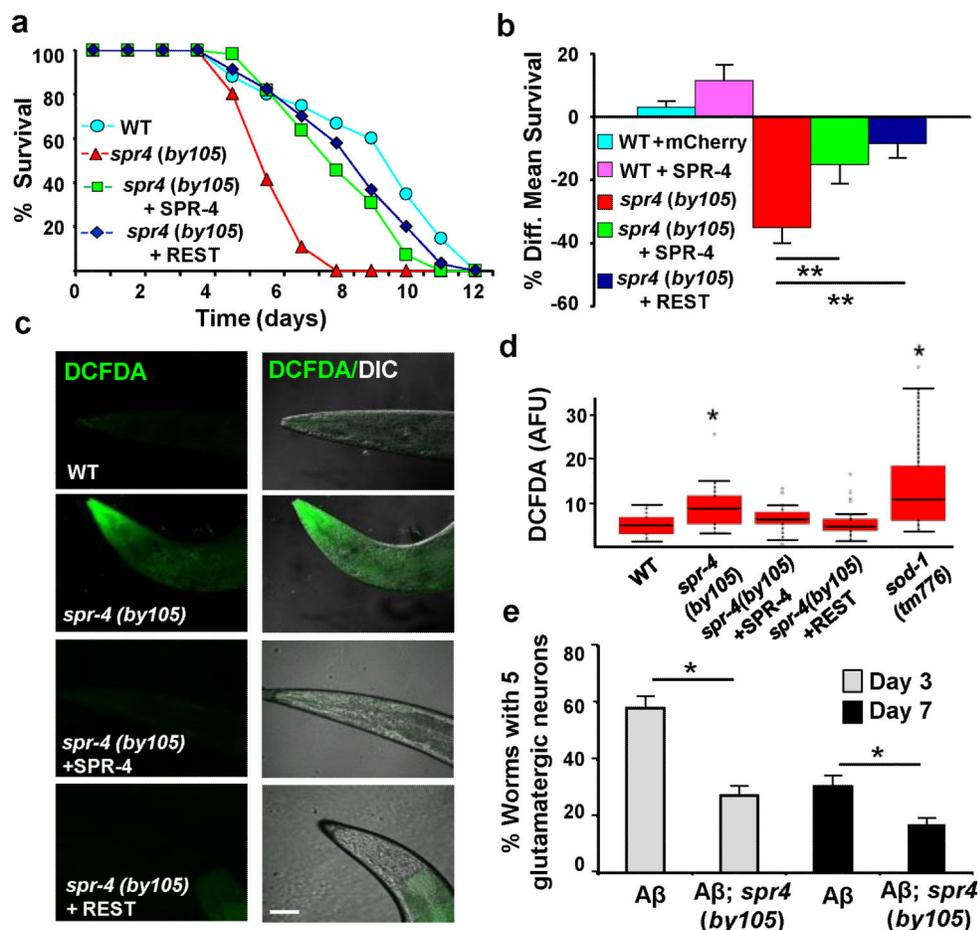 a
% Survival
100
80
60
40
20
WT
spr4 (by105)
spr4 (by105)
+ SPR-4
spr4 (by105)
+ REST
0 2 4 6 8 10 12
Time (days)
b
% Diff. Mean Survival
20
0
-20
-40
-60
WT+mCherry
WT + SPR-4
spr4 (by105)
spr4 (by105)
+ SPR-4
spr4 (by105)
+ REST
**
**
c
DCFDA
DCFDA/DIC
WT
spr-4 (by105)
spr-4 (by105)
+SPR-4
spr-4 (by105)
+ REST
d
DCFDA (AFU)
30
20
10
*
*
WT
spr-4
(by105)
spr-4(by105)
+SPR-4
spr-4(by105)
+REST
sod-1
(tm776)
e
% Worms with 5
glutamatergic neurons
80
60
40
20
0
*
*
Day 3
Day 7
Aβ
Aβ; spr4
(by105)
Aβ
Aβ; spr4
(by105)